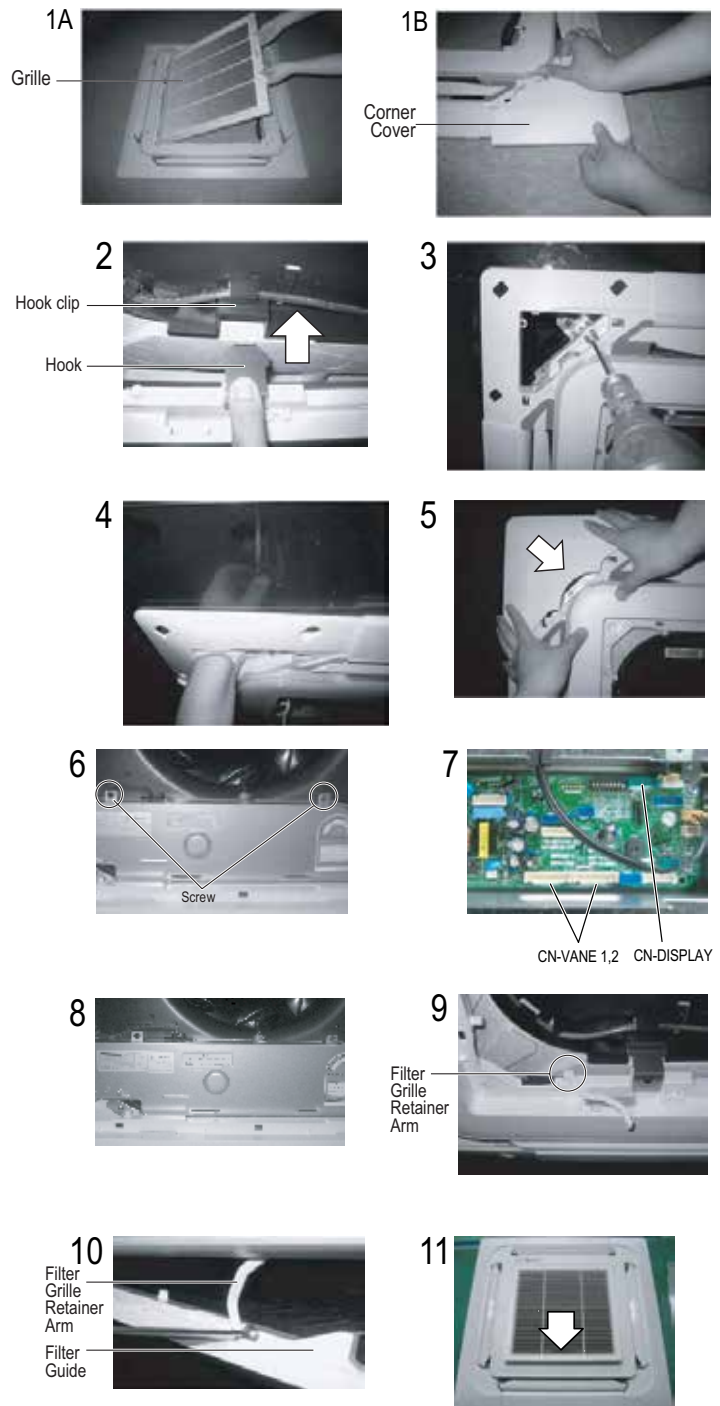 1A
1B
Grille
Corner
Cover
2
3
Hook clip
Hook
4
5
6
7
Screw
CN-VANE 1,2 CN-DISPLAY
8
9
Filter
Grille
Retainer
Arm
10
11
Filter
Grille
Retainer
Arm
Filter
Guide